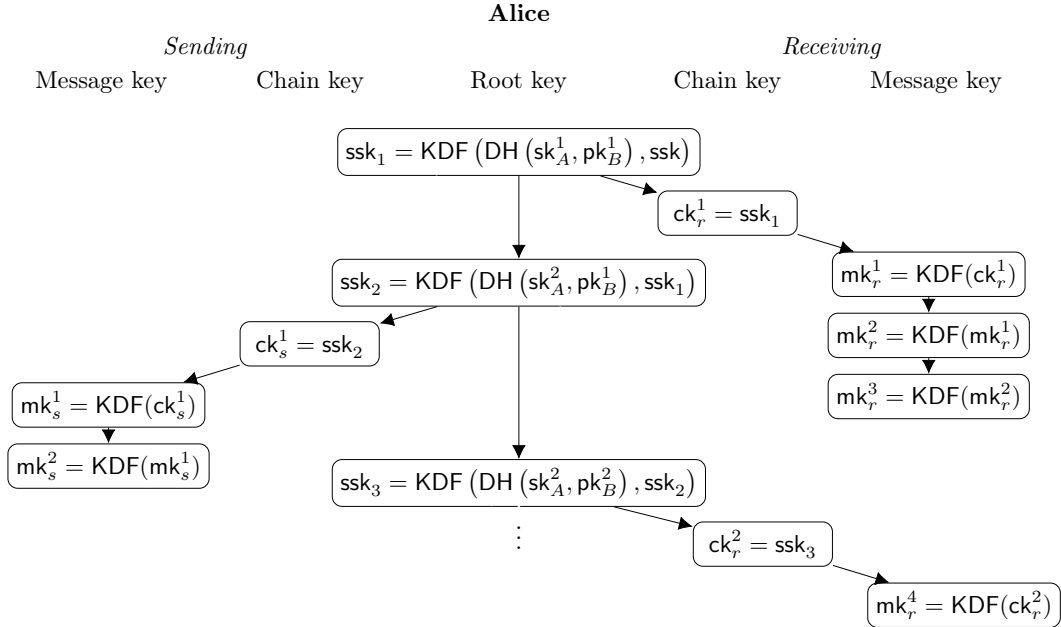 Alice
Sending Receiving
Message key Chain key Root key Chain key Message key
ssk₁ = KDF (DH (sk¹_A, pk¹_B) , ssk)
ck¹_r = ssk₁
mk¹_r = KDF(ck¹_r)
ssk₂ = KDF (DH (sk²_A, pk¹_B) , ssk₁)
mk²_r = KDF(mk¹_r)
ck¹_s = ssk₂
mk³_r = KDF(mk²_r)
mk¹_s = KDF(ck¹_s)
mk²_s = KDF(mk¹_s)
ssk₃ = KDF (DH (sk²_A, pk²_B) , ssk₂)
⋮
ck²_r = ssk₃
mk⁴_r = KDF(ck²_r)